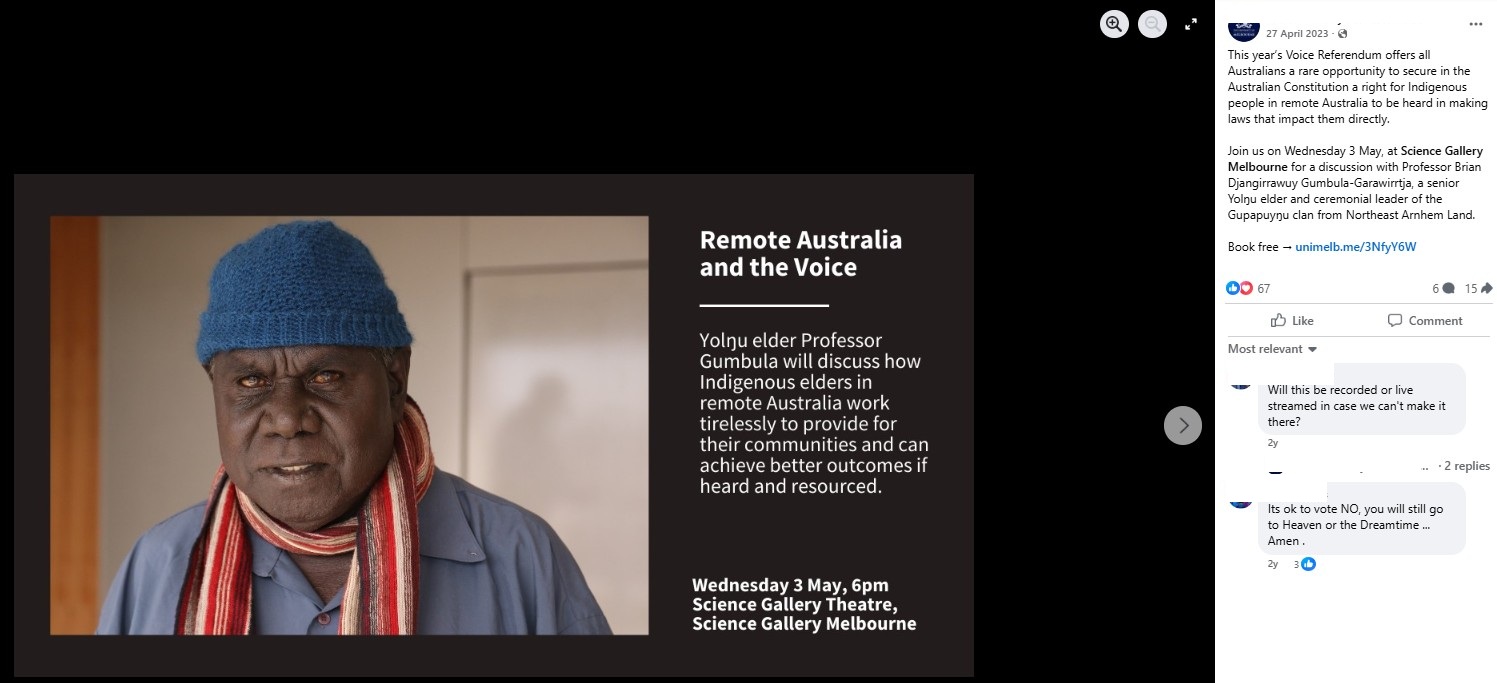 Remote Australia
and the Voice
Yolŋu elder Professor
Gumbula will discuss how
Indigenous elders in
remote Australia work
tirelessly to provide for
their communities and can
achieve better outcomes if
heard and resourced.
Wednesday 3 May, 6pm
Science Gallery Theatre,
Science Gallery Melbourne
27 April 2023 ·
This year's Voice Referendum offers all
Australians a rare opportunity to secure in the
Australian Constitution a right for Indigenous
people in remote Australia to be heard in making
laws that impact them directly.
Join us on Wednesday 3 May, at Science Gallery
Melbourne for a discussion with Professor Brian
Djangirrawuy Gumbula-Garawirrtja, a senior
Yolŋu elder and ceremonial leader of the
Gupapuyŋu clan from Northeast Arnhem Land.
Book free → unimelb.me/3NfyY6W
67 6 15
Like Comment
Most relevant
Will this be recorded or live
streamed in case we can't make it
there?
2y
... · 2 replies
Its ok to vote NO, you will still go
to Heaven or the Dreamtime ...
Amen .
2y 3